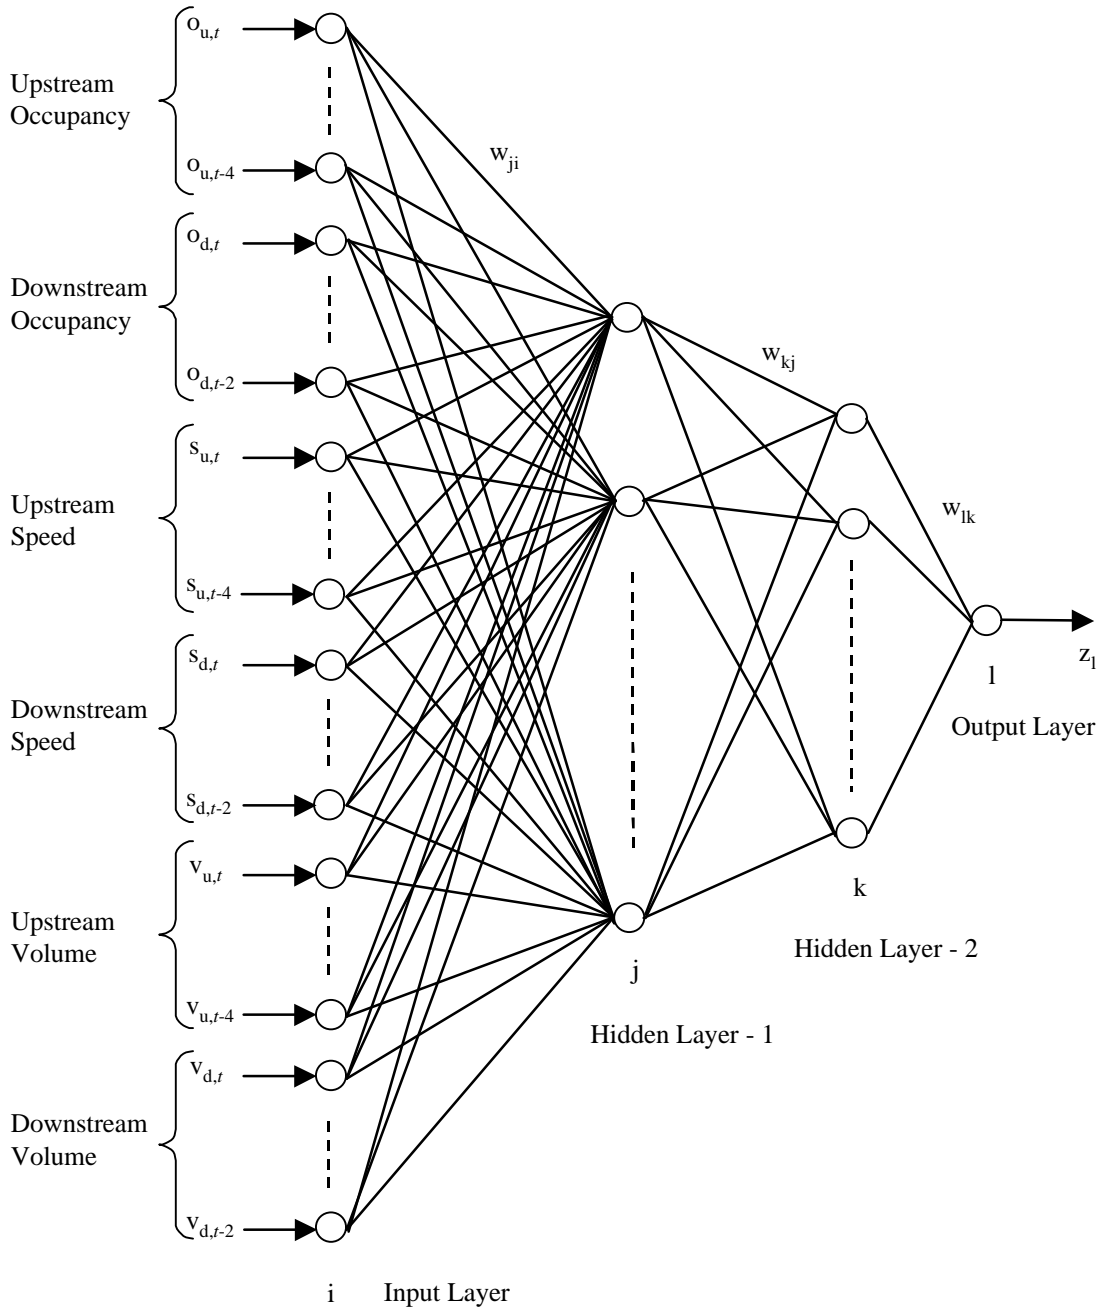 o_u,t
Upstream
Occupancy
w_ji
o_u,t-4
o_d,t
Downstream
Occupancy
w_kj
o_d,t-2
s_u,t
Upstream
Speed
w_lk
s_u,t-4
s_d,t
z_l
l
Downstream
Speed
Output Layer
s_d,t-2
v_u,t
k
Upstream
Volume
Hidden Layer - 2
j
v_u,t-4
Hidden Layer - 1
v_d,t
Downstream
Volume
v_d,t-2
i Input Layer